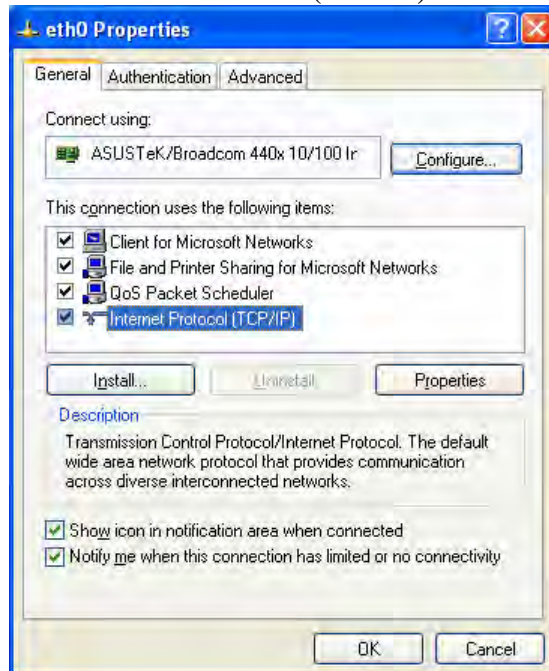 eth0 Properties
General Authentication Advanced
Connect using:
ASUSTeK/Broadcom 440x 10/100 Ir Configure...
This connection uses the following items:
Client for Microsoft Networks
File and Printer Sharing for Microsoft Networks
QoS Packet Scheduler
Internet Protocol (TCP/IP)
Install... Uninstall Properties
Description
Transmission Control Protocol/Internet Protocol. The default
wide area network protocol that provides communication
across diverse interconnected networks.
Show icon in notification area when connected
Notify me when this connection has limited or no connectivity
OK Cancel